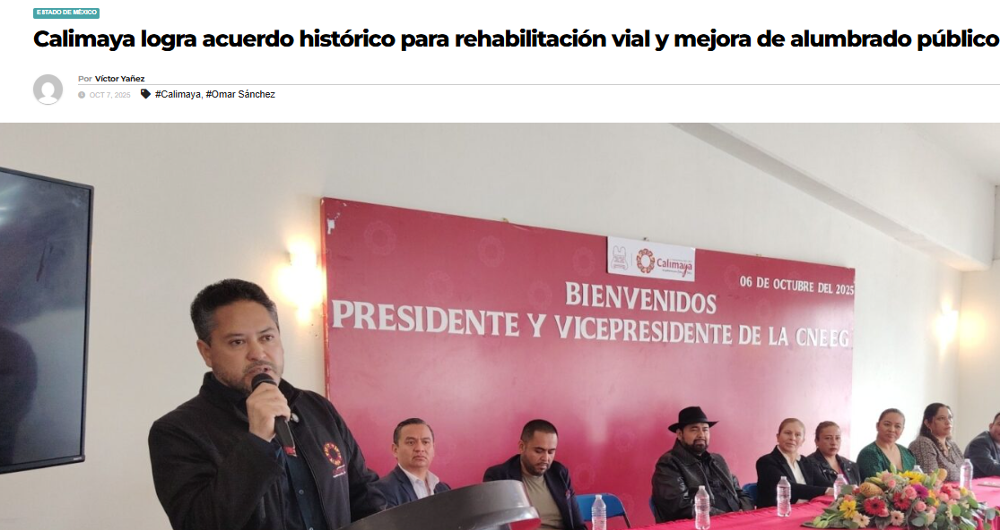 ESTADO DE MÉXICO
Calimaya logra acuerdo histórico para rehabilitación vial y mejora de alumbrado público
Por Víctor Yañez
OCT 7, 2025 #Calimaya, #Omar Sánchez
Calimaya
06 DE OCTUBRE DEL 2025
BIENVENIDOS
PRESIDENTE Y VICEPRESIDENTE DE LA CNEEG